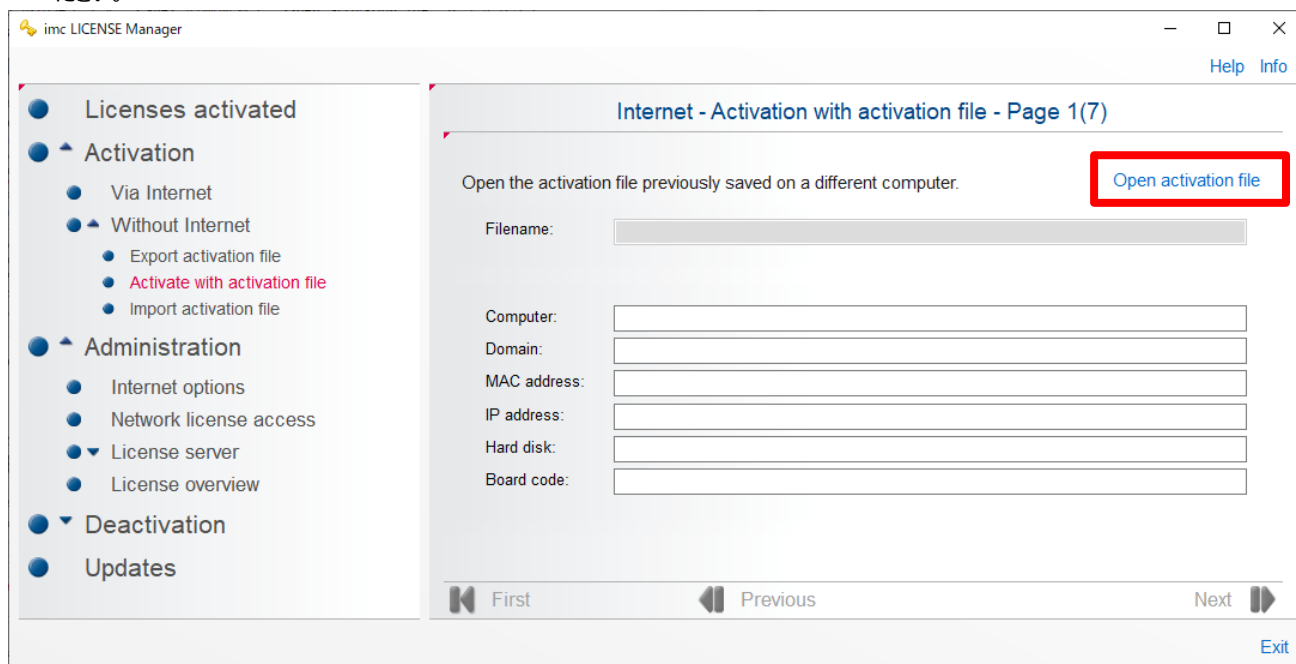 imc LICENSE Manager
Help Info
Licenses activated
Activation
Via Internet
Without Internet
Export activation file
Activate with activation file
Import activation file
Administration
Internet options
Network license access
License server
License overview
Deactivation
Updates
Internet - Activation with activation file - Page 1(7)
Open the activation file previously saved on a different computer.
Open activation file
Filename:
Computer:
Domain:
MAC address:
IP address:
Hard disk:
Board code:
First Previous Next
Exit